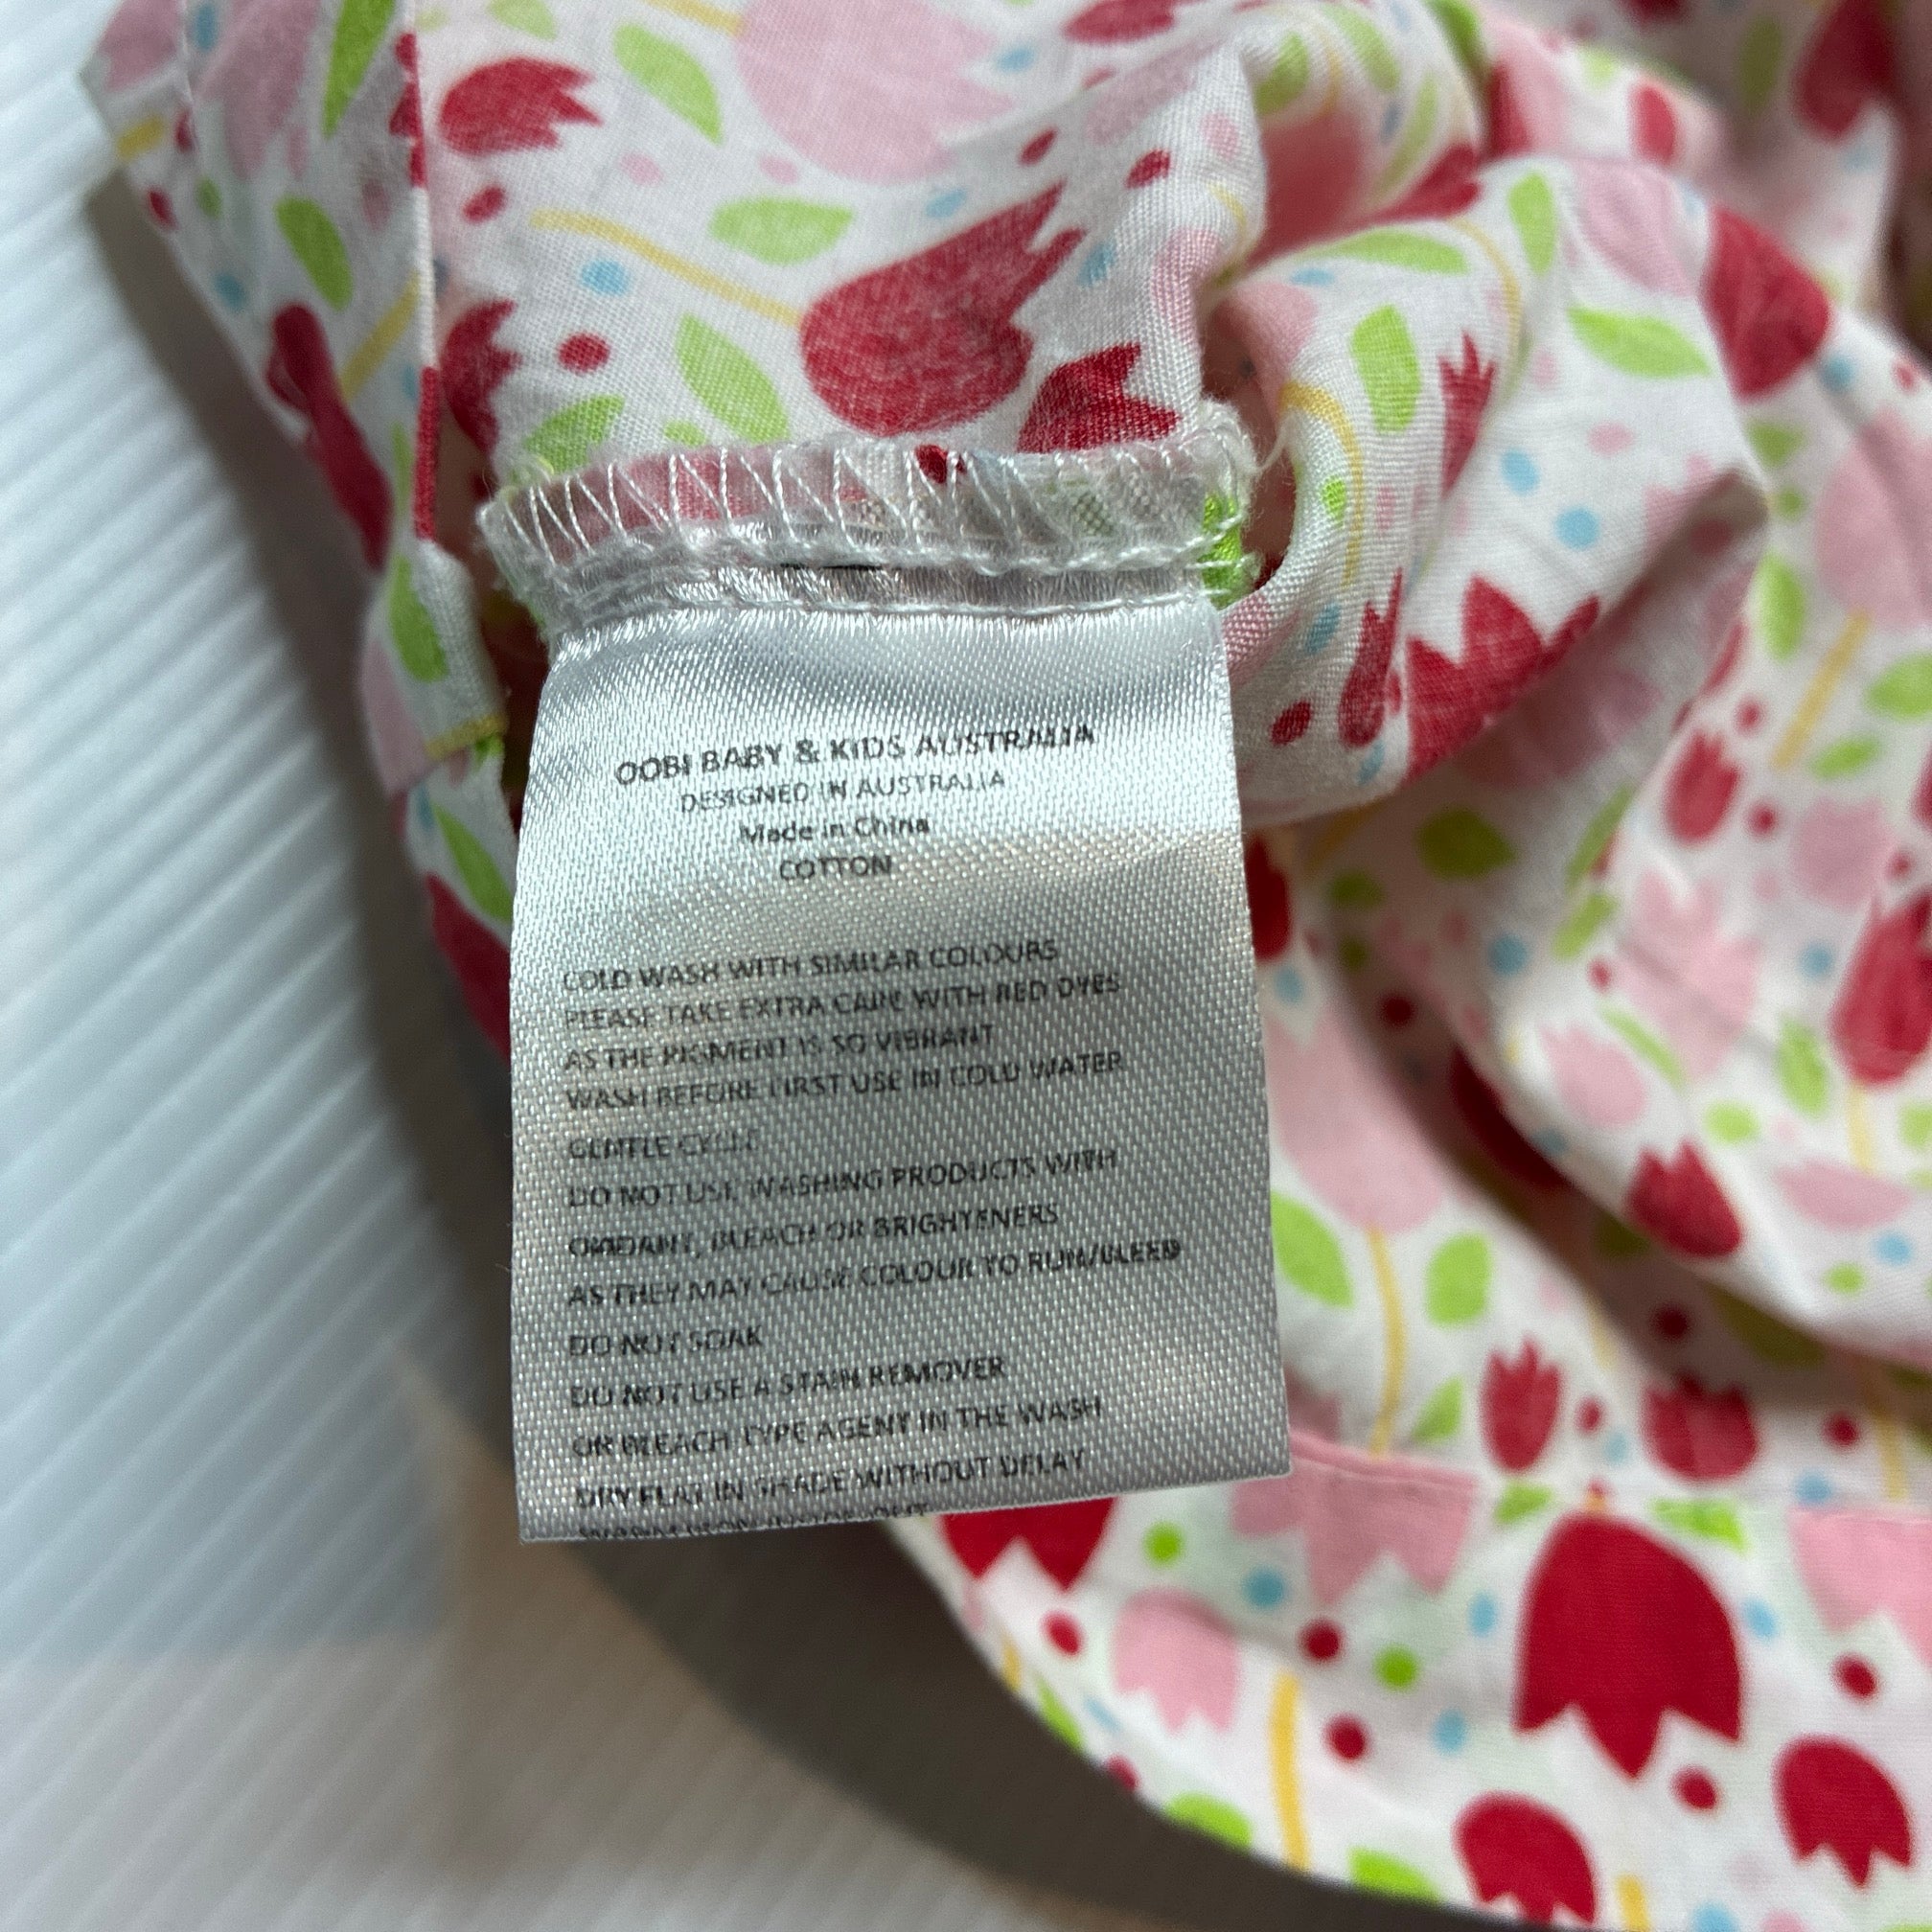 OOBI BABY & KIDS AUSTRALIA
DESIGNED IN AUSTRALIA
Made in China
COTTON
COLD WASH WITH SIMILAR COLOURS
PLEASE TAKE EXTRA CARE WITH RED DYES
AS THE PIGMENT IS SO VIBRANT
WASH BEFORE FIRST USE IN COLD WATER
GENTLE CYCLE
DO NOT USE WASHING PRODUCTS WITH
OXIDANT, BLEACH OR BRIGHTENERS
AS THEY MAY CAUSE COLOUR TO RUN/BLEED
DO NOT SOAK
DO NOT USE A STAIN REMOVER
OR BLEACH TYPE AGENT IN THE WASH
DRY FLAT IN SHADE WITHOUT DELAY